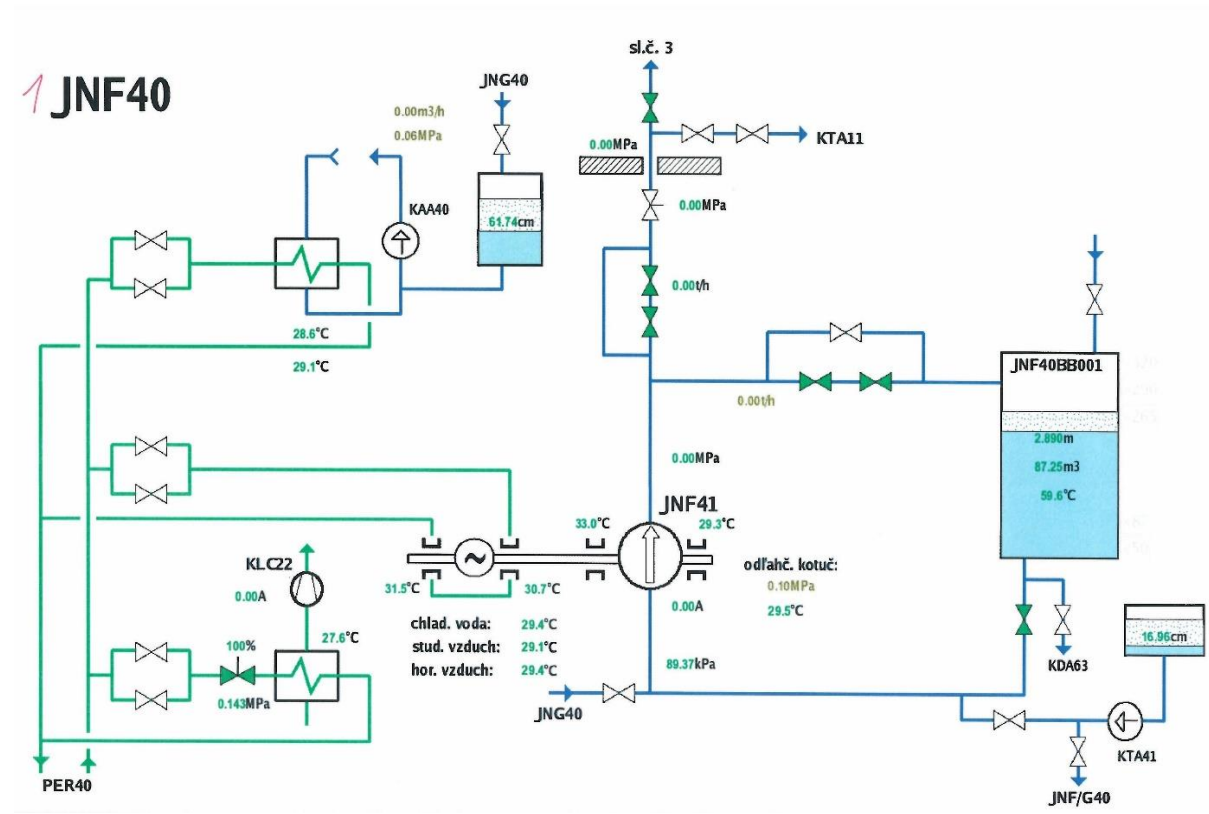 1 JNF40
sl.č. 3
JNG40
0.00m3/h
0.06MPa
KAA40
61.74cm
0.00MPa
KTA11
0.00MPa
0.00t/h
28.6°C
29.1°C
0.00t/h
JNF40BB001
2.890m
87.25m3
59.6°C
0.00MPa
JNF41
33.0°C
29.3°C
31.5°C
30.7°C
odľahč. kotuč:
0.10MPa
29.5°C
0.00A
KLC22
0.00A
chlad. voda: 29.4°C
stud. vzduch: 29.1°C
hor. vzduch: 29.4°C
27.6°C
100%
0.143MPa
89.37kPa
JNG40
KDA63
16.96cm
KTA41
JNF/G40
PER40